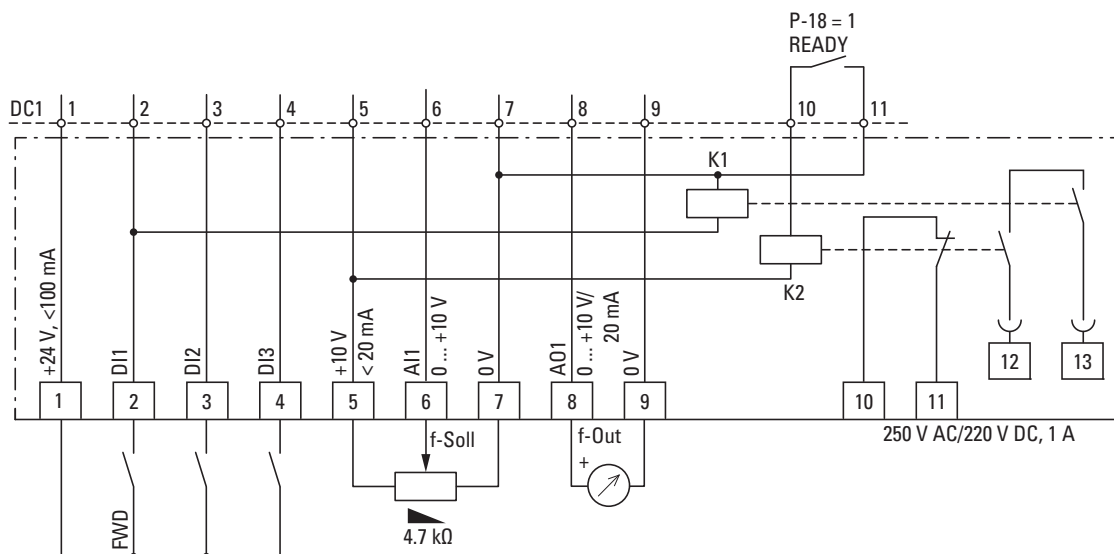 P-18 = 1
READY
DC1 1 2 3 4 5 6 7 8 9 10 11
K1
K2
+24 V, <100 mA
DI1
DI2
DI3
+10 V
< 20 mA
AI1
0 ... +10 V
0 V
AO1
0 ... +10 V/
20 mA
0 V
12 13
1 2 3 4 5 6 7 8 9 10 11
250 V AC/220 V DC, 1 A
f-Soll
f-Out
+
FWD
4.7 kΩ